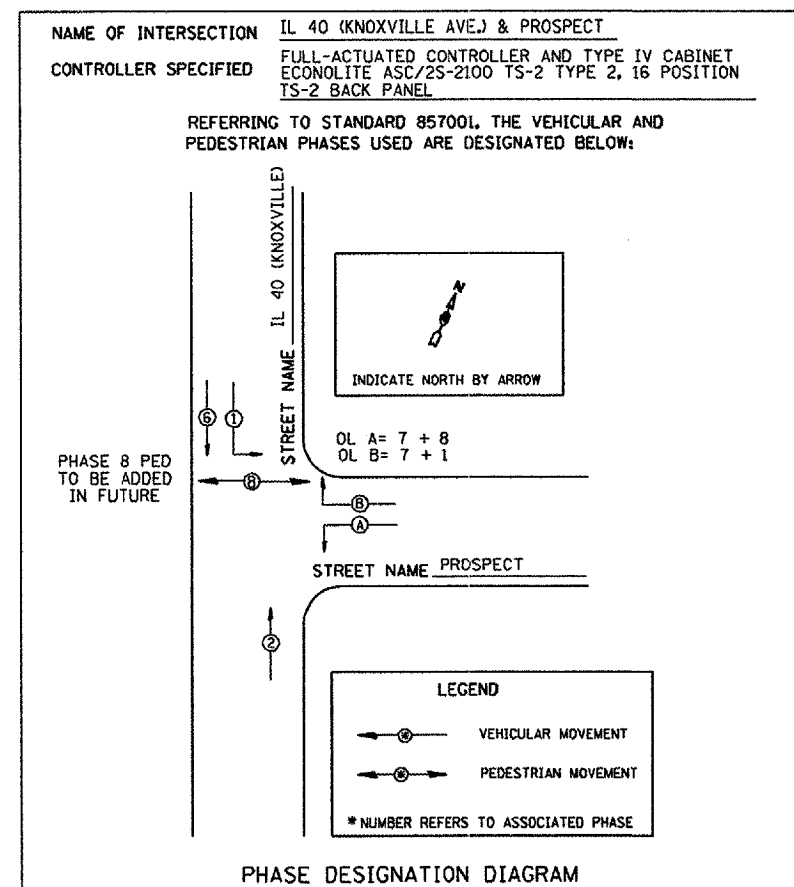 NAME OF INTERSECTION IL 40 (KNOXVILLE AVE.) & PROSPECT
CONTROLLER SPECIFIED FULL-ACTUATED CONTROLLER AND TYPE IV CABINET
ECONOLITE ASC/2S-2100 TS-2 TYPE 2, 16 POSITION
TS-2 BACK PANEL
REFERRING TO STANDARD 857001, THE VEHICULAR AND
PEDESTRIAN PHASES USED ARE DESIGNATED BELOW:
STREET NAME IL 40 (KNOXVILLE)
N
INDICATE NORTH BY ARROW
6 1
OL A= 7 + 8
OL B= 7 + 1
PHASE 8 PED
TO BE ADDED
IN FUTURE
8
B
A
STREET NAME PROSPECT
2
LEGEND
* VEHICULAR MOVEMENT
* PEDESTRIAN MOVEMENT
* NUMBER REFERS TO ASSOCIATED PHASE
PHASE DESIGNATION DIAGRAM